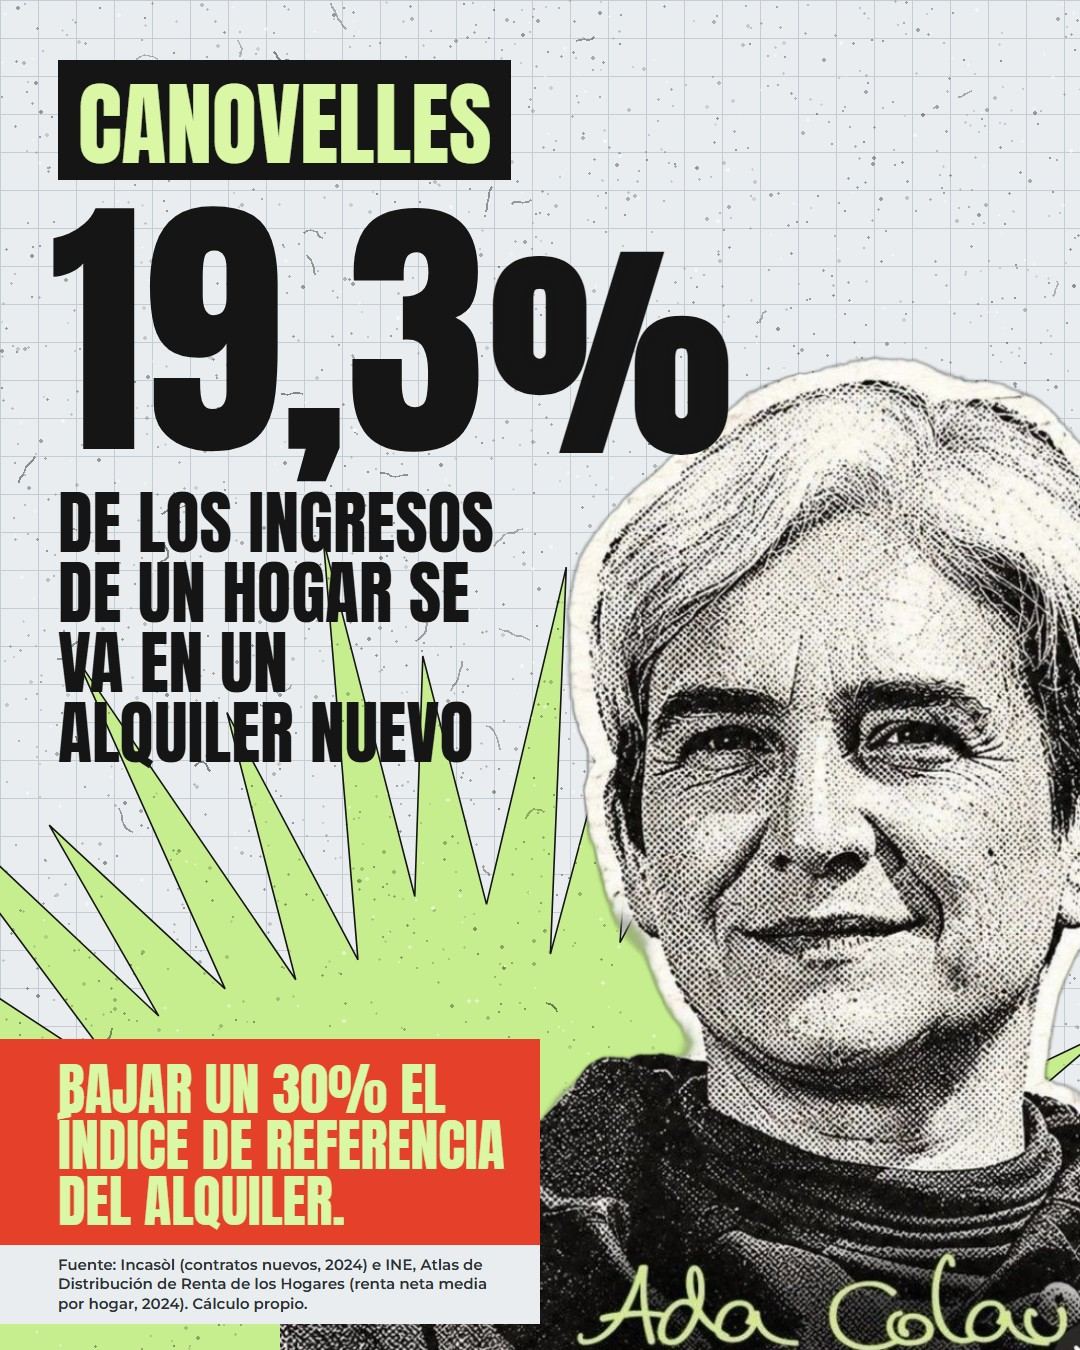 CANOVELLES
19,3%
DE LOS INGRESOS
DE UN HOGAR SE
VA EN UN
ALQUILER NUEVO
BAJAR UN 30% EL
ÍNDICE DE REFERENCIA
DEL ALQUILER.
Fuente: Incasòl (contratos nuevos, 2024) e INE, Atlas de
Distribución de Renta de los Hogares (renta neta media
por hogar, 2024). Cálculo propio.
Ada Colau